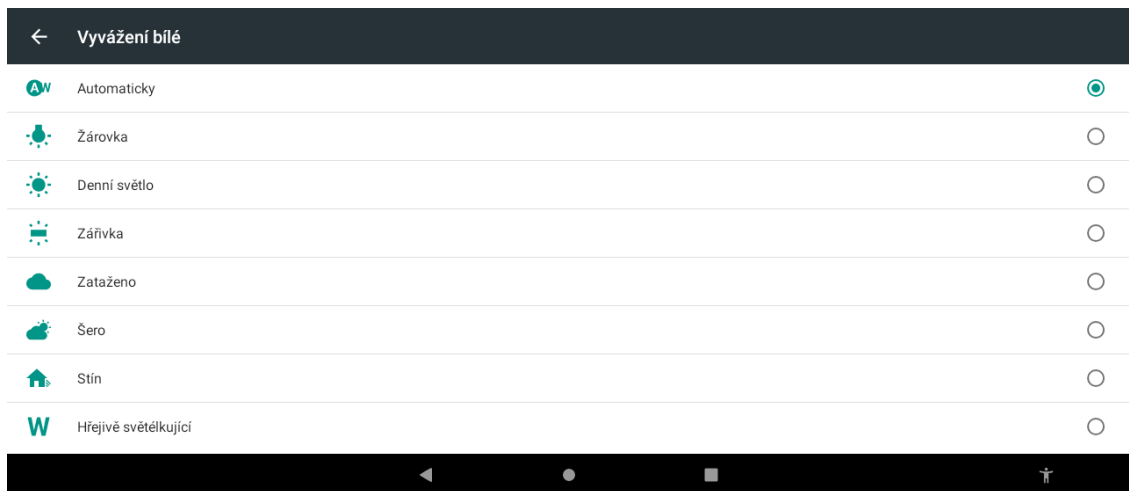 Vyvážení bílé
AW Automaticky
Žárovka
Denní světlo
Zářivka
Zataženo
Šero
Stín
W Hřejivě světélkující